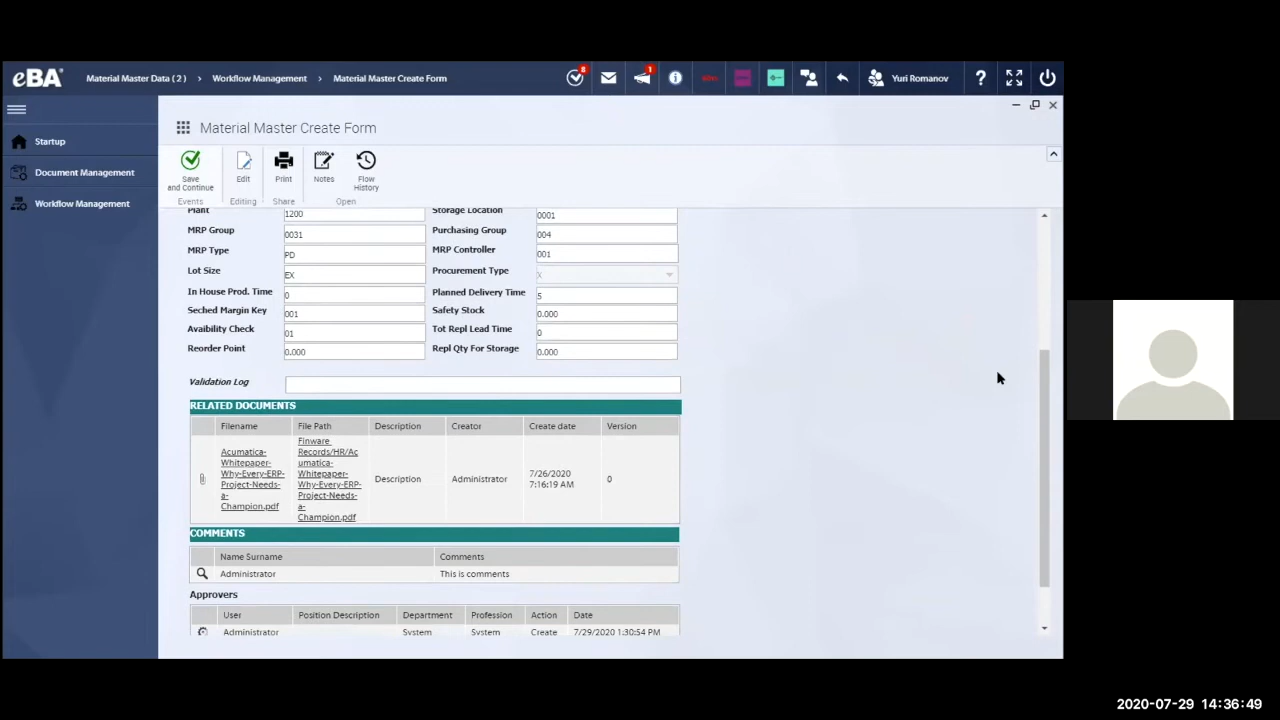 eBA Material Master Data ( 2 ) > Workflow Management > Material Master Create Form 8 1 Yuri Romanov ?
Startup
Document Management
Workflow Management
Material Master Create Form
Save and Continue
Edit
Print
Notes
Flow History
Events Editing Share Open
Plant 1200 Storage Location 0001
MRP Group 0031 Purchasing Group 004
MRP Type PD MRP Controller 001
Lot Size EX Procurement Type X
In House Prod. Time 0 Planned Delivery Time 5
Sched Margin Key 001 Safety Stock 0.000
Avaibility Check 01 Tot Repl Lead Time 0
Reorder Point 0.000 Repl Qty For Storage 0.000
Validation Log
RELATED DOCUMENTS
Filename File Path Description Creator Create date Version
Acumatica-
Whitepaper-
Why-Every-ERP-
Project-Needs-
a-
Champion.pdf
Finware
Records/HR/Ac
umatica-
Whitepaper-
Why-Every-ERP-
Project-Needs-
a-
Champion.pdf
Description
Administrator
7/26/2020
7:16:19 AM
0
COMMENTS
Name Surname Comments
Administrator This is comments
Approvers
User Position Description Department Profession Action Date
Administrator System System Create 7/29/2020 1:30:54 PM
2020-07-29 14:36:49